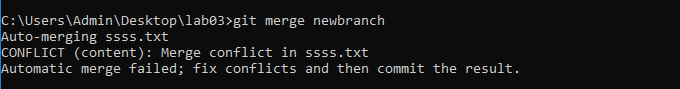 C:\Users\Admin\Desktop\lab03>git merge newbranch
Auto-merging ssss.txt
CONFLICT (content): Merge conflict in ssss.txt
Automatic merge failed; fix conflicts and then commit the result.